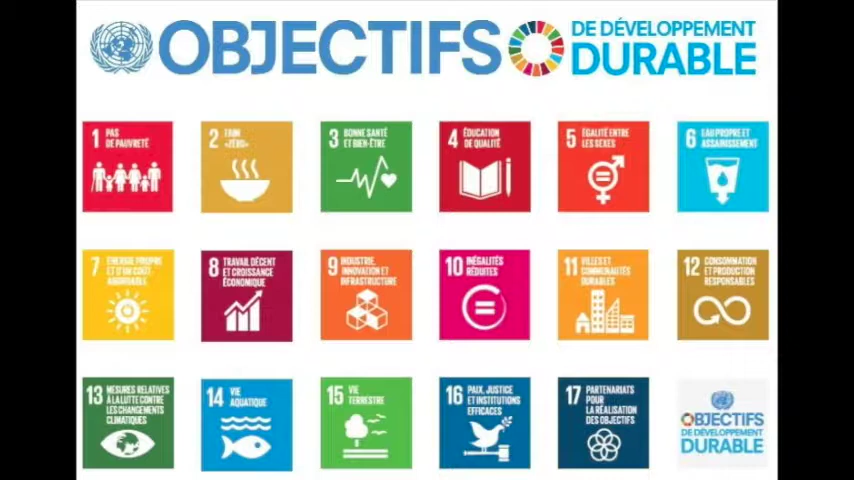 OBJECTIFS
DE DÉVELOPPEMENT
DURABLE
1 PAS
DE PAUVRETÉ
2 FAIM
«ZÉRO»
3 BONNE SANTÉ
ET BIEN-ÊTRE
4 ÉDUCATION
DE QUALITÉ
5 ÉGALITÉ ENTRE
LES SEXES
6 EAU PROPRE ET
ASSAINISSEMENT
7 ÉNERGIE PROPRE
ET D'UN COÛT
ABORDABLE
8 TRAVAIL DÉCENT
ET CROISSANCE
ÉCONOMIQUE
9 INDUSTRIE,
INNOVATION ET
INFRASTRUCTURE
10 INÉGALITÉS
RÉDUITES
11 VILLES ET
COMMUNAUTÉS
DURABLES
12 CONSOMMATION
ET PRODUCTION
RESPONSABLES
13 MESURES RELATIVES
À LA LUTTE CONTRE
LES CHANGEMENTS
CLIMATIQUES
14 VIE
AQUATIQUE
15 VIE
TERRESTRE
16 PAIX, JUSTICE
ET INSTITUTIONS
EFFICACES
17 PARTENARIATS
POUR
LA RÉALISATION
DES OBJECTIFS
OBJECTIFS
DE DÉVELOPPEMENT
DURABLE